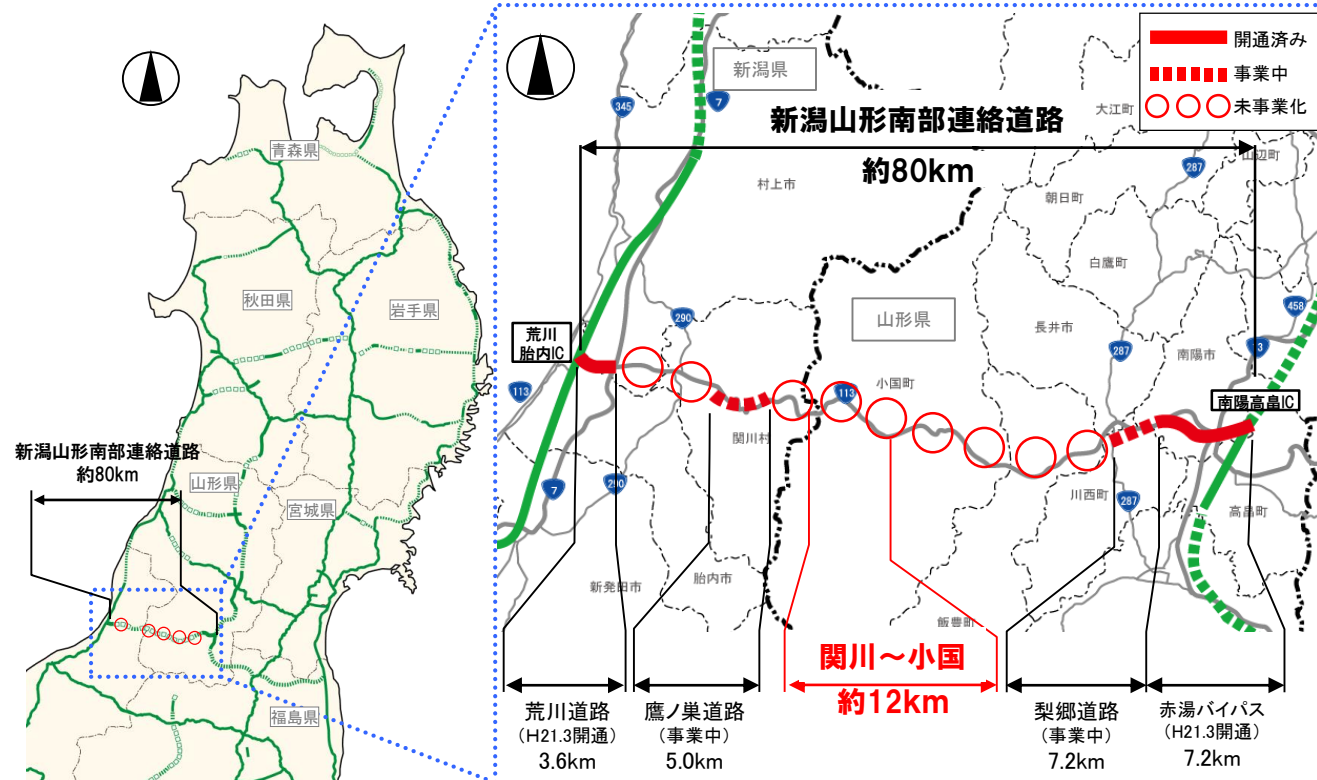 青森県
秋田県
岩手県
新潟山形南部連絡道路
約80km
山形県
宮城県
福島県
開通済み
事業中
未事業化
新潟県
345
7
大江町
新潟山形南部連絡道路
約80km
山辺町
287
村上市
朝日町
白鷹町
458
290
山形県
長井市
荒川
胎内IC
287
南陽市
13
113
小国町
113
南陽高畠IC
関川村
290
7
川西町
287
高畠町
新発田市
胎内市
飯豊町
関川～小国
約12km
荒川道路
(H21.3開通)
3.6km
鷹ノ巣道路
(事業中)
5.0km
梨郷道路
(事業中)
7.2km
赤湯バイパス
(H21.3開通)
7.2km